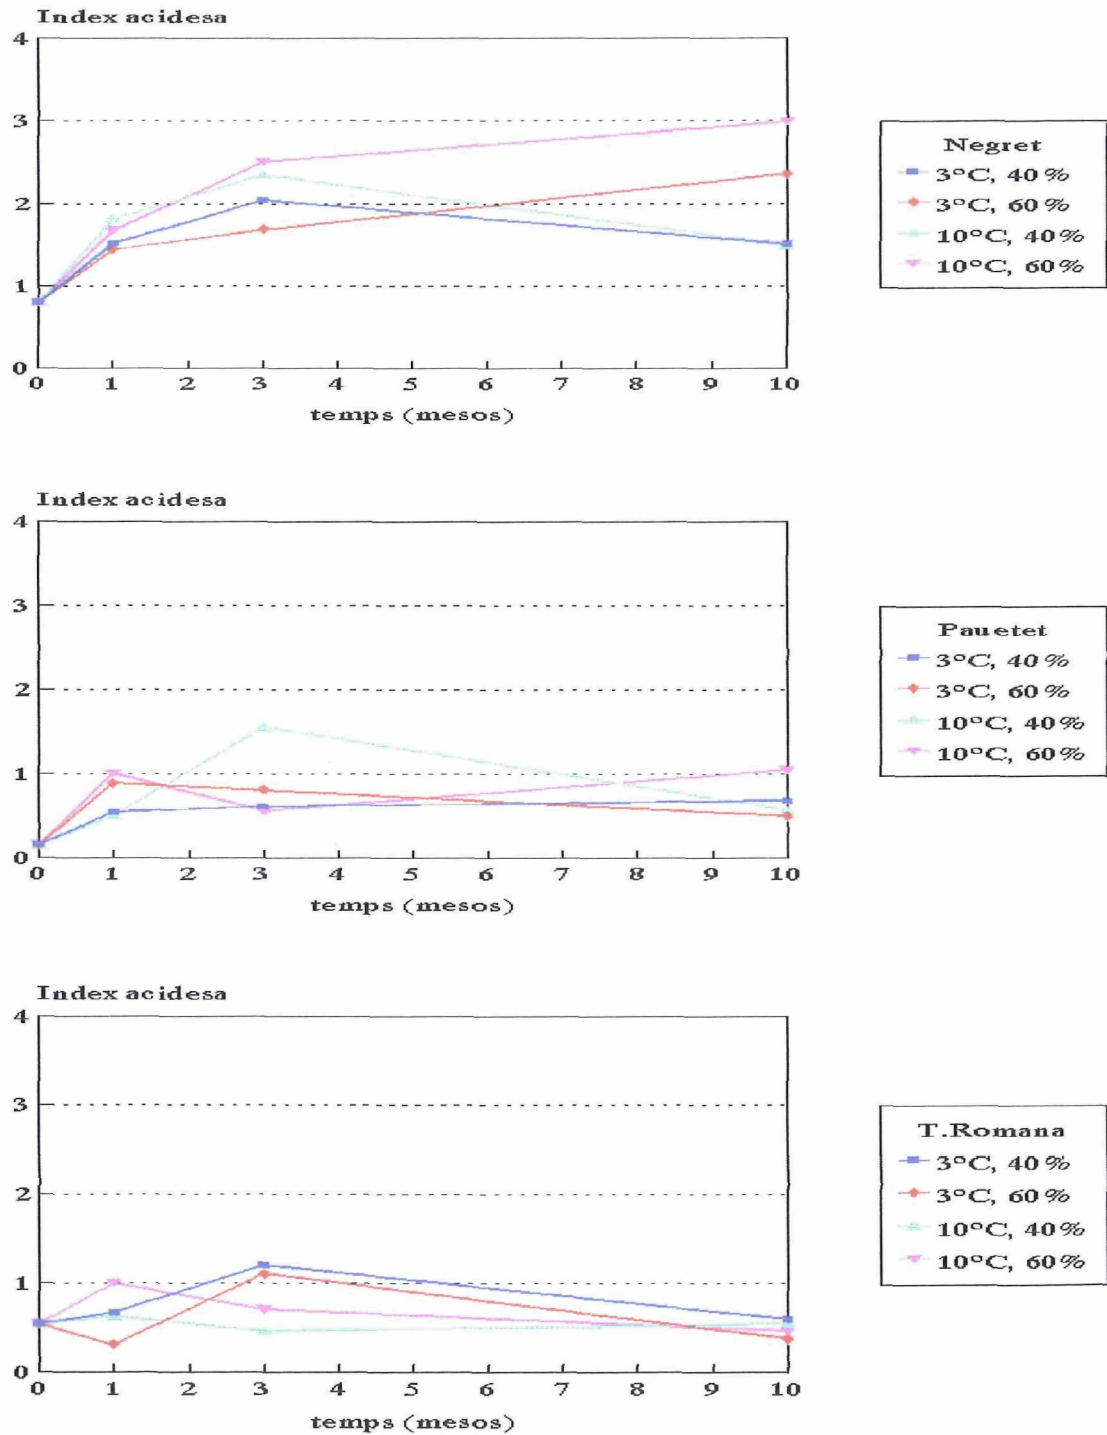 Index acidesa
4
3
2
1
0
0 1 2 3 4 5 6 7 8 9 10
temps (mesos)
Negret
3°C, 40%
3°C, 60%
10°C, 40%
10°C, 60%
Index acidesa
4
3
2
1
0
0 1 2 3 4 5 6 7 8 9 10
temps (mesos)
Pauetet
3°C, 40%
3°C, 60%
10°C, 40%
10°C, 60%
Index acidesa
4
3
2
1
0
0 1 2 3 4 5 6 7 8 9 10
temps (mesos)
T.Romana
3°C, 40%
3°C, 60%
10°C, 40%
10°C, 60%